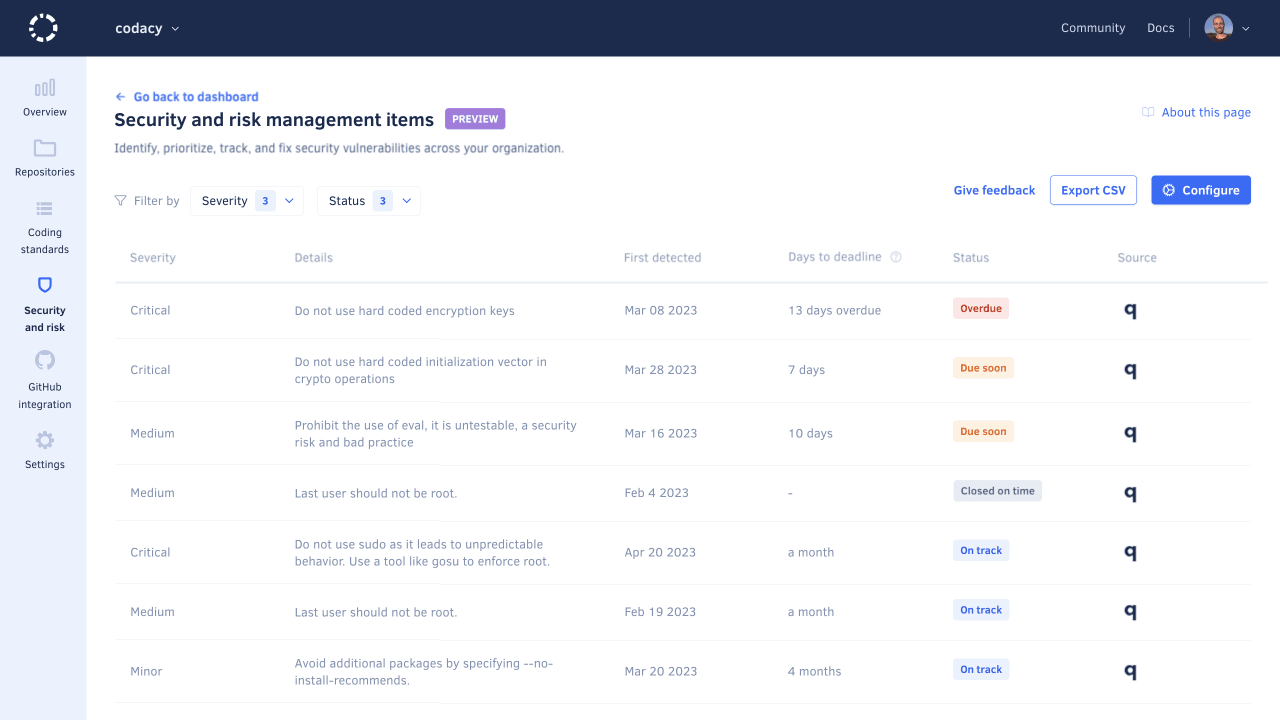 codacy
Community
Docs
Overview
Repositories
Coding
standards
Security
and risk
GitHub
integration
Settings
Go back to dashboard
Security and risk management items
PREVIEW
About this page
Identify, prioritize, track, and fix security vulnerabilities across your organization.
Filter by
Severity 3
Status 3
Give feedback
Export CSV
Configure
Severity
Details
First detected
Days to deadline
Status
Source
Critical
Do not use hard coded encryption keys
Mar 08 2023
13 days overdue
Overdue
q
Critical
Do not use hard coded initialization vector in
crypto operations
Mar 28 2023
7 days
Due soon
q
Medium
Prohibit the use of eval, it is untestable, a security
risk and bad practice
Mar 16 2023
10 days
Due soon
q
Medium
Last user should not be root.
Feb 4 2023
-
Closed on time
q
Critical
Do not use sudo as it leads to unpredictable
behavior. Use a tool like gosu to enforce root.
Apr 20 2023
a month
On track
q
Medium
Last user should not be root.
Feb 19 2023
a month
On track
q
Minor
Avoid additional packages by specifying --no-
install-recommends.
Mar 20 2023
4 months
On track
q